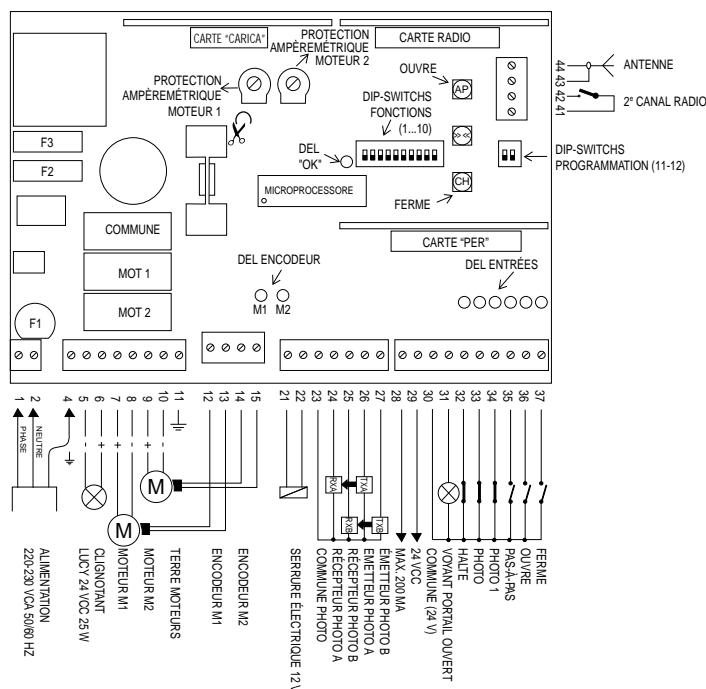 CARTE "CARICA"
PROTECTION
AMPÈREMÉTRIQUE
MOTEUR 2
CARTE RADIO
PROTECTION
AMPÈREMÉTRIQUE
MOTEUR 1
OUVRE
AP
44
43
42
41
ANTENNE
2e CANAL RADIO
DIP-SWITCHS
FONCTIONS
(1...10)
DEL
"OK"
DIP-SWITCHS
PROGRAMMATION (11-12)
F3
F2
MICROPROCESSORE
CH
FERME
COMMUNE
MOT 1
MOT 2
F1
CARTE "PER"
DEL ENCODEUR
M1 M2
DEL ENTRÉES
1
2
4
5
6
7
8
9
10
11
12
13
14
15
21
22
23
24
25
26
27
28
29
30
31
32
33
34
35
36
37
PHASE
NEUTRE
- + + - + -
M
M
RXA
TXA
RXB
TXB
ALIMENTATION
220-230 VCA 50/60 HZ
CLIGNOTANT
LUCY 24 VCC 25 W
MOTEUR M1
MOTEUR M2
TERRE MOTEURS
ENCODEUR M1
ENCODEUR M2
SERRURE ÉLECTRIQUE 12 V
COMMUNE PHOTO
RÉCEPTEUR PHOTO A
RÉCEPTEUR PHOTO B
EMETTEUR PHOTO A
ÉMETTEUR PHOTO B
MAX. 200 MA
24 VCC
COMMUNE (24 V)
VOYANT PORTAIL OUVERT
HALTE
PHOTO
PHOTO 1
PAS-À-PAS
OUVRE
FERME